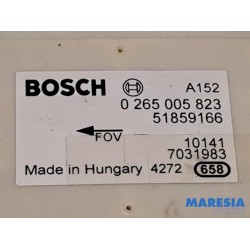 BOSCH A152
0 265 005 823
51859166
FOV
10141
7031983
Made in Hungary 4272 658
MARESIA